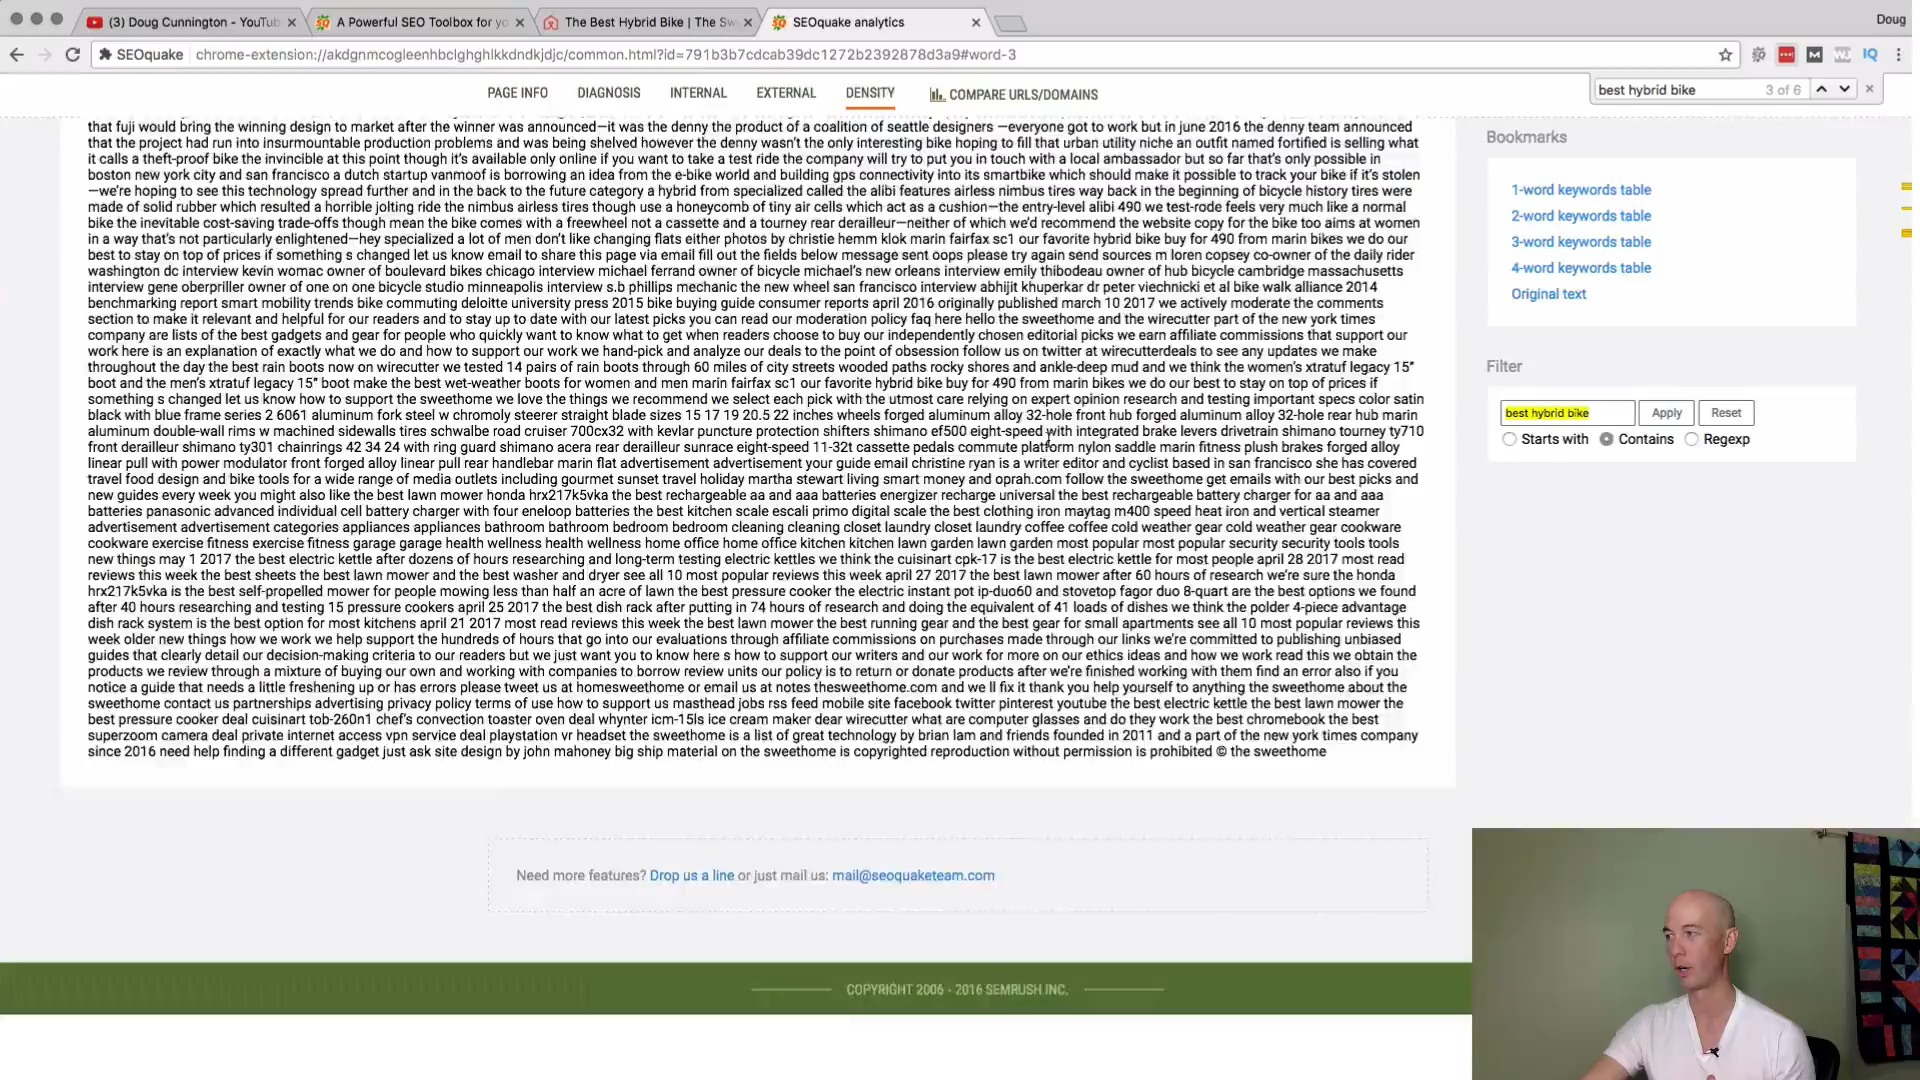 (3) Doug Cunnington - YouTub
A Powerful SEO Toolbox for yo
The Best Hybrid Bike | The Sw
SEOquake analytics
Doug
SEOquake
chrome-extension://akdgnmcogleenhbclghghlkkdndkjdjc/common.html?id=791b3b7cdcab39dc1272b2392878d3a9#word-3
PAGE INFO
DIAGNOSIS
INTERNAL
EXTERNAL
DENSITY
COMPARE URLS/DOMAINS
best hybrid bike
3 of 6
that fuji would bring the winning design to market after the winner was announced—it was the denny the product of a coalition of seattle designers —everyone got to work but in june 2016 the denny team announced
that the project had run into insurmountable production problems and was being shelved however the denny wasn't the only interesting bike hoping to fill that urban utility niche an outfit named fortified is selling what
it calls a theft-proof bike the invincible at this point though it's available only online if you want to take a test ride the company will try to put you in touch with a local ambassador but so far that's only possible in
boston new york city and san francisco a dutch startup vanmoof is borrowing an idea from the e-bike world and building gps connectivity into its smartbike which should make it possible to track your bike if it's stolen
—we're hoping to see this technology spread further and in the back to the future category a hybrid from specialized called the alibi features airless nimbus tires way back in the beginning of bicycle history tires were
made of solid rubber which resulted a horrible jolting ride the nimbus airless tires though use a honeycomb of tiny air cells which act as a cushion—the entry-level alibi 490 we test-rode feels very much like a normal
bike the inevitable cost-saving trade-offs though mean the bike comes with a freewheel not a cassette and a tourney rear derailleur—neither of which we'd recommend the website copy for the bike too aims at women
in a way that's not particularly enlightened—hey specialized a lot of men don't like changing flats either photos by christie hemm klok marin fairfax sc1 our favorite hybrid bike buy for 490 from marin bikes we do our
best to stay on top of prices if something s changed let us know email to share this page via email fill out the fields below message sent oops please try again send sources m loren copsey co-owner of the daily rider
washington dc interview kevin womac owner of boulevard bikes chicago interview michael ferrand owner of bicycle michael's new orleans interview emily thibodeau owner of hub bicycle cambridge massachusetts
interview gene oberpriller owner of one on one bicycle studio minneapolis interview s.b phillips mechanic the new wheel san francisco interview abhijit khuperkar dr peter viechnicki et al bike walk alliance 2014
benchmarking report smart mobility trends bike commuting deloitte university press 2015 bike buying guide consumer reports april 2016 originally published march 10 2017 we actively moderate the comments
section to make it relevant and helpful for our readers and to stay up to date with our latest picks you can read our moderation policy faq here hello the sweethome and the wirecutter part of the new york times
company are lists of the best gadgets and gear for people who quickly want to know what to get when readers choose to buy our independently chosen editorial picks we earn affiliate commissions that support our
work here is an explanation of exactly what we do and how to support our work we hand-pick and analyze our deals to the point of obsession follow us on twitter at wirecutterdeals to see any updates we make
throughout the day the best rain boots now on wirecutter we tested 14 pairs of rain boots through 60 miles of city streets wooded paths rocky shores and ankle-deep mud and we think the women's xtratuf legacy 15"
boot and the men's xtratuf legacy 15" boot make the best wet-weather boots for women and men marin fairfax sc1 our favorite hybrid bike buy for 490 from marin bikes we do our best to stay on top of prices if
something s changed let us know how to support the sweethome we love the things we recommend we select each pick with the utmost care relying on expert opinion research and testing important specs color satin
black with blue frame series 2 6061 aluminum fork steel w chromoly steerer straight blade sizes 15 17 19 20.5 22 inches wheels forged aluminum alloy 32-hole front hub forged aluminum alloy 32-hole rear hub marin
aluminum double-wall rims w machined sidewalls tires schwalbe road cruiser 700cx32 with kevlar puncture protection shifters shimano ef500 eight-speed with integrated brake levers drivetrain shimano tourney ty710
front derailleur shimano ty301 chainrings 42 34 24 with ring guard shimano acera rear derailleur sunrace eight-speed 11-32t cassette pedals commute platform nylon saddle marin fitness plush brakes forged alloy
linear pull with power modulator front forged alloy linear pull rear handlebar marin flat advertisement advertisement your guide email christine ryan is a writer editor and cyclist based in san francisco she has covered
travel food design and bike tools for a wide range of media outlets including gourmet sunset travel holiday martha stewart living smart money and oprah.com follow the sweethome get emails with our best picks and
new guides every week you might also like the best lawn mower honda hrx217k5vka the best rechargeable aa and aaa batteries energizer recharge universal the best rechargeable battery charger for aa and aaa
batteries panasonic advanced individual cell battery charger with four eneloop batteries the best kitchen scale escali primo digital scale the best clothing iron maytag m400 speed heat iron and vertical steamer
advertisement advertisement categories appliances appliances bathroom bathroom bedroom bedroom cleaning cleaning closet laundry closet laundry coffee coffee cold weather gear cold weather gear cookware
cookware exercise fitness exercise fitness garage garage health wellness health wellness home office home office kitchen kitchen lawn garden lawn garden most popular most popular security security tools tools
new things may 1 2017 the best electric kettle after dozens of hours researching and long-term testing electric kettles we think the cuisinart cpk-17 is the best electric kettle for most people april 28 2017 most read
reviews this week the best sheets the best lawn mower and the best washer and dryer see all 10 most popular reviews this week april 27 2017 the best lawn mower after 60 hours of research we're sure the honda
hrx217k5vka is the best self-propelled mower for people mowing less than half an acre of lawn the best pressure cooker the electric instant pot ip-duo60 and stovetop fagor duo 8-quart are the best options we found
after 40 hours researching and testing 15 pressure cookers april 25 2017 the best dish rack after putting in 74 hours of research and doing the equivalent of 41 loads of dishes we think the polder 4-piece advantage
dish rack system is the best option for most kitchens april 21 2017 most read reviews this week the best lawn mower the best running gear and the best gear for small apartments see all 10 most popular reviews this
week older new things how we work we help support the hundreds of hours that go into our evaluations through affiliate commissions on purchases made through our links we're committed to publishing unbiased
guides that clearly detail our decision-making criteria to our readers but we just want you to know here s how to support our writers and our work for more on our ethics ideas and how we work read this we obtain the
products we review through a mixture of buying our own and working with companies to borrow review units our policy is to return or donate products after we're finished working with them find an error also if you
notice a guide that needs a little freshening up or has errors please tweet us at homesweethome or email us at notes thesweethome.com and we ll fix it thank you help yourself to anything the sweethome about the
sweethome contact us partnerships advertising privacy policy terms of use how to support us masthead jobs rss feed mobile site facebook twitter pinterest youtube the best electric kettle the best lawn mower the
best pressure cooker deal cuisinart tob-260n1 chef's convection toaster oven deal whynter icm-15ls ice cream maker dear wirecutter what are computer glasses and do they work the best chromebook the best
superzoom camera deal private internet access vpn service deal playstation vr headset the sweethome is a list of great technology by brian lam and friends founded in 2011 and a part of the new york times company
since 2016 need help finding a different gadget just ask site design by john mahoney big ship material on the sweethome is copyrighted reproduction without permission is prohibited © the sweethome
Bookmarks
1-word keywords table
2-word keywords table
3-word keywords table
4-word keywords table
Original text
Filter
best hybrid bike
Apply
Reset
Starts with
Contains
Regexp
Need more features? Drop us a line or just mail us: mail@seoquaketeam.com
COPYRIGHT 2006 - 2016 SEMRUSH INC.